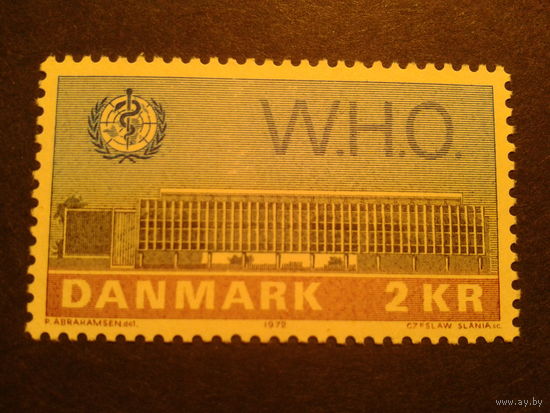 W.H.O.
DANMARK 2 KR
P. ABRAHAMSEN del. 1972 CZESLAW SLANIA sc.
www.ay.by